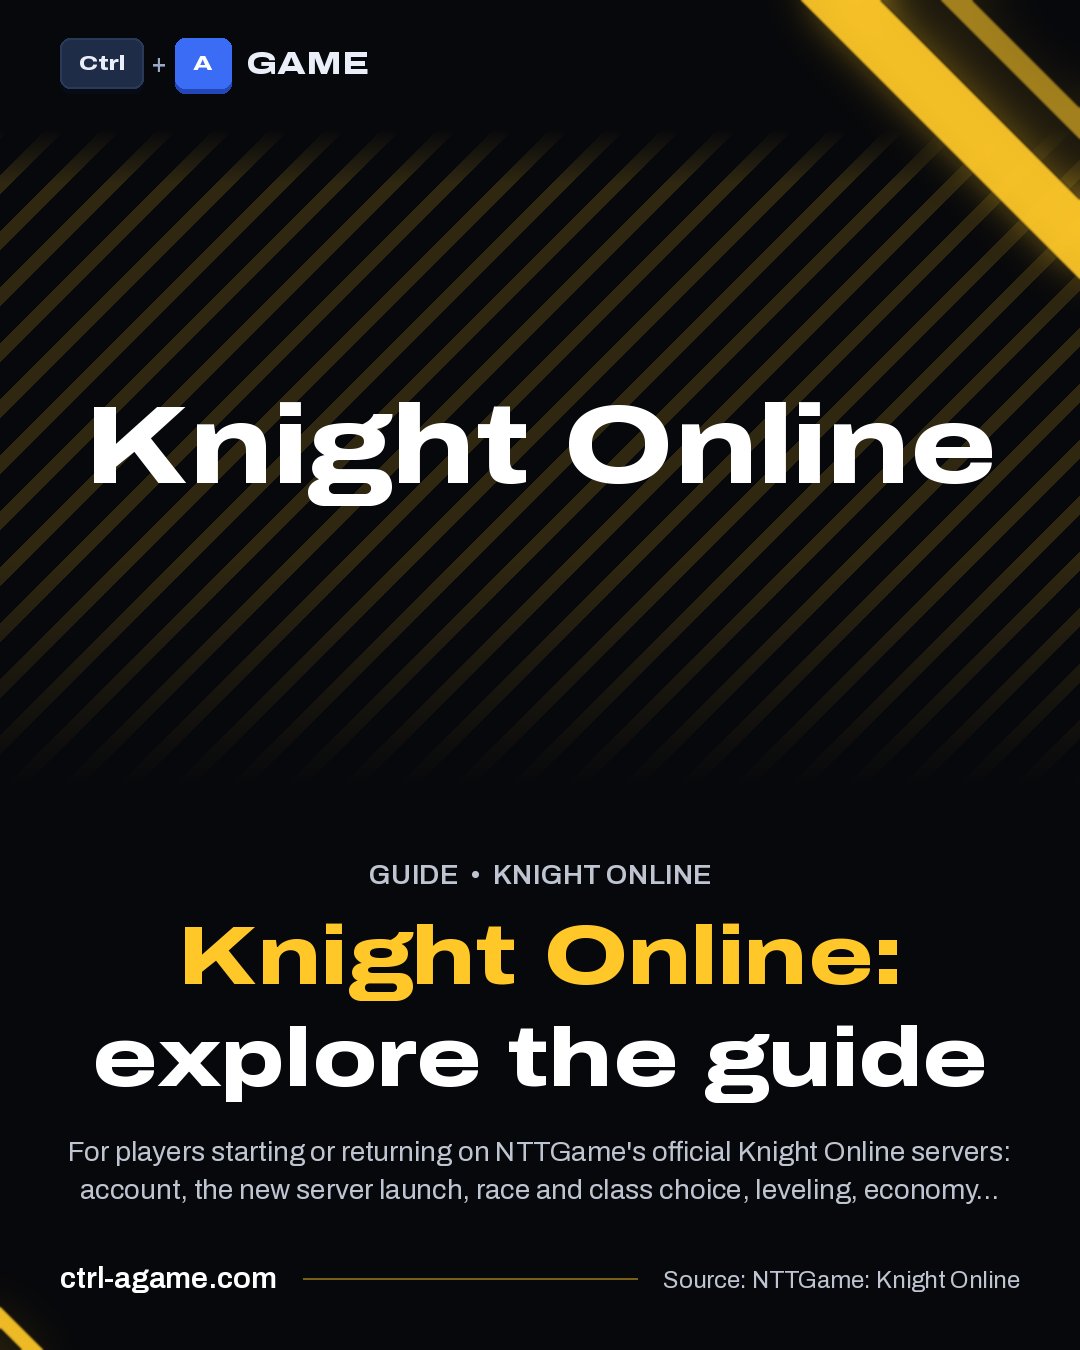 Ctrl + A GAME
Knight Online
GUIDE • KNIGHT ONLINE
Knight Online:
explore the guide
For players starting or returning on NTTGame's official Knight Online servers:
account, the new server launch, race and class choice, leveling, economy...
ctrl-agame.com
Source: NTTGame: Knight Online